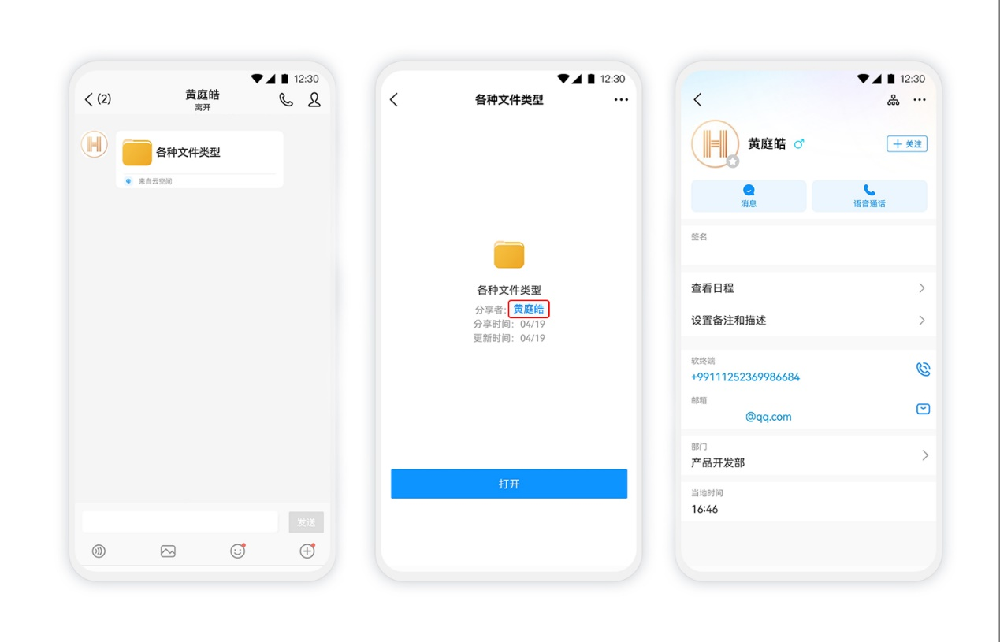 12:30
(2)
黄庭皓
离开
各种文件类型
来自云空间
发送
12:30
各种文件类型
各种文件类型
分享者: 黄庭皓
分享时间: 04/19
更新时间: 04/19
打开
12:30
黄庭皓
+ 关注
消息
语音通话
签名
查看日程
设置备注和描述
软终端
+99111252369986684
邮箱
@qq.com
部门
产品开发部
当地时间
16:46